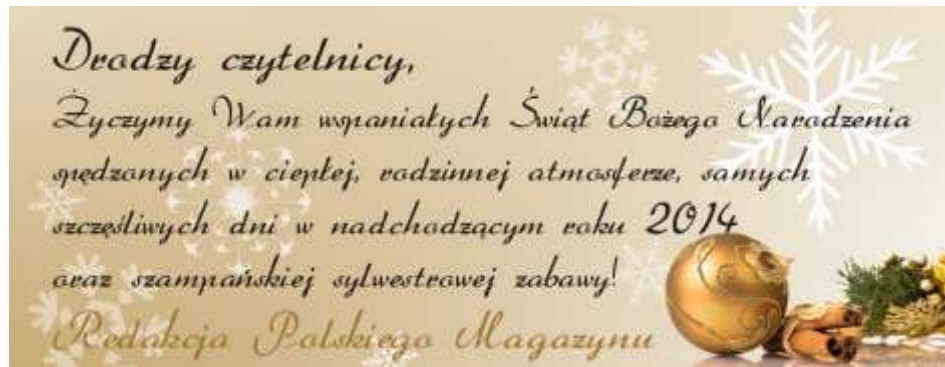 Drodzy czytelnicy,
Życzymy Wam wspaniałych Świąt Bożego Narodzenia
spędzonych w ciepłej, rodzinnej atmosferze, samych
szczęśliwych dni w nadchodzącym roku 2014
oraz szampańskiej sylwestrowej zabawy!
Redakcja Polskiego Magazynu